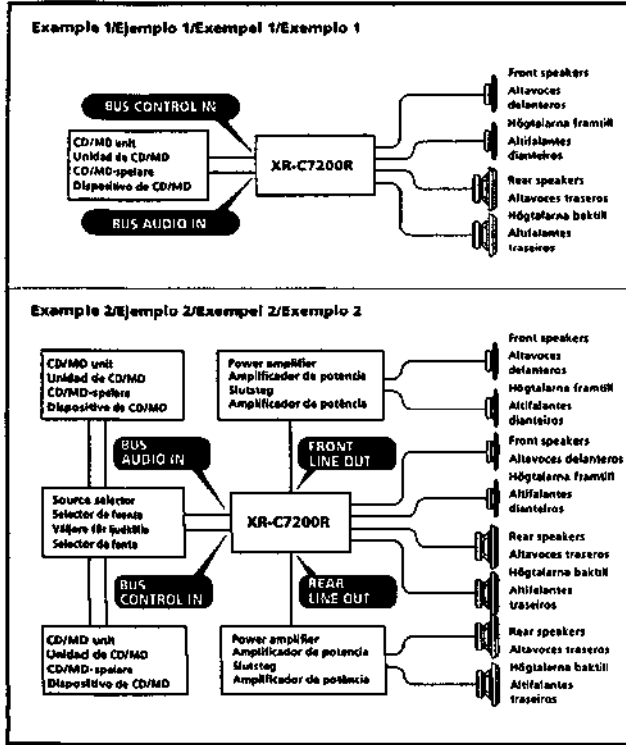 Example 1/Ejemplo 1/Exempel 1/Exemplo 1
BUS CONTROL IN
CD/MD unit
Unidad de CD/MD
CD/MD-spelare
Dispositivo de CD/MD
BUS AUDIO IN
XR-C7200R
Front speakers
Altavoces
delanteros
Högtalarna framtill
Altifalantes
dianteiros
Rear speakers
Altavoces traseros
Högtalarna baktill
Altifalantes
traseiros
Example 2/Ejemplo 2/Exempel 2/Exemplo 2
CD/MD unit
Unidad de CD/MD
CD/MD-spelare
Dispositivo de CD/MD
Power amplifier
Amplificador de potencia
Slutsteg
Amplificador de potência
Front speakers
Altavoces
delanteros
Högtalarna framtill
Altifalantes
dianteiros
BUS
AUDIO IN
FRONT
LINE OUT
Source selector
Selector de fuente
Väljare för ljudkälla
Selector de fonte
XR-C7200R
Front speakers
Altavoces delanteros
Högtalarna framtill
Altifalantes
dianteiros
Rear speakers
Altavoces traseros
Högtalarna baktill
Altifalantes
traseiros
BUS
CONTROL IN
REAR
LINE OUT
CD/MD unit
Unidad de CD/MD
CD/MD-spelare
Dispositivo de CD/MD
Power amplifier
Amplificador de potencia
Slutsteg
Amplificador de potência
Rear speakers
Altavoces traseros
Högtalarna baktill
Altifalantes
traseiros